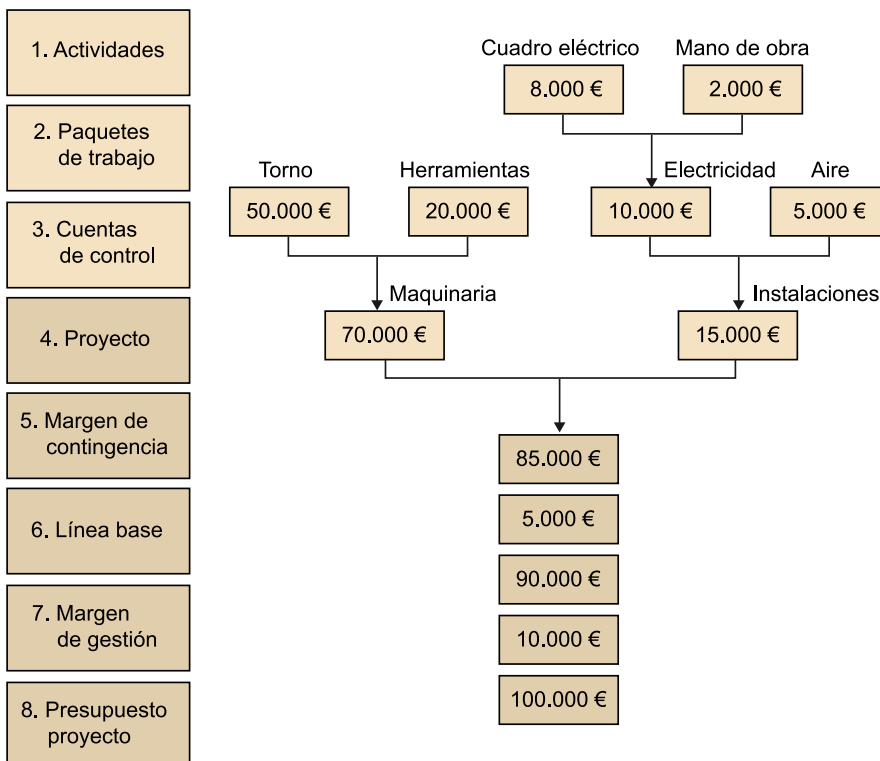 1. Actividades
2. Paquetes
de trabajo
3. Cuentas
de control
4. Proyecto
5. Margen de
contingencia
6. Línea base
7. Margen
de gestión
8. Presupuesto
proyecto
Cuadro eléctrico
Mano de obra
8.000 €
2.000 €
Torno
Herramientas
Electricidad
Aire
50.000 €
20.000 €
10.000 €
5.000 €
Maquinaria
Instalaciones
70.000 €
15.000 €
85.000 €
5.000 €
90.000 €
10.000 €
100.000 €